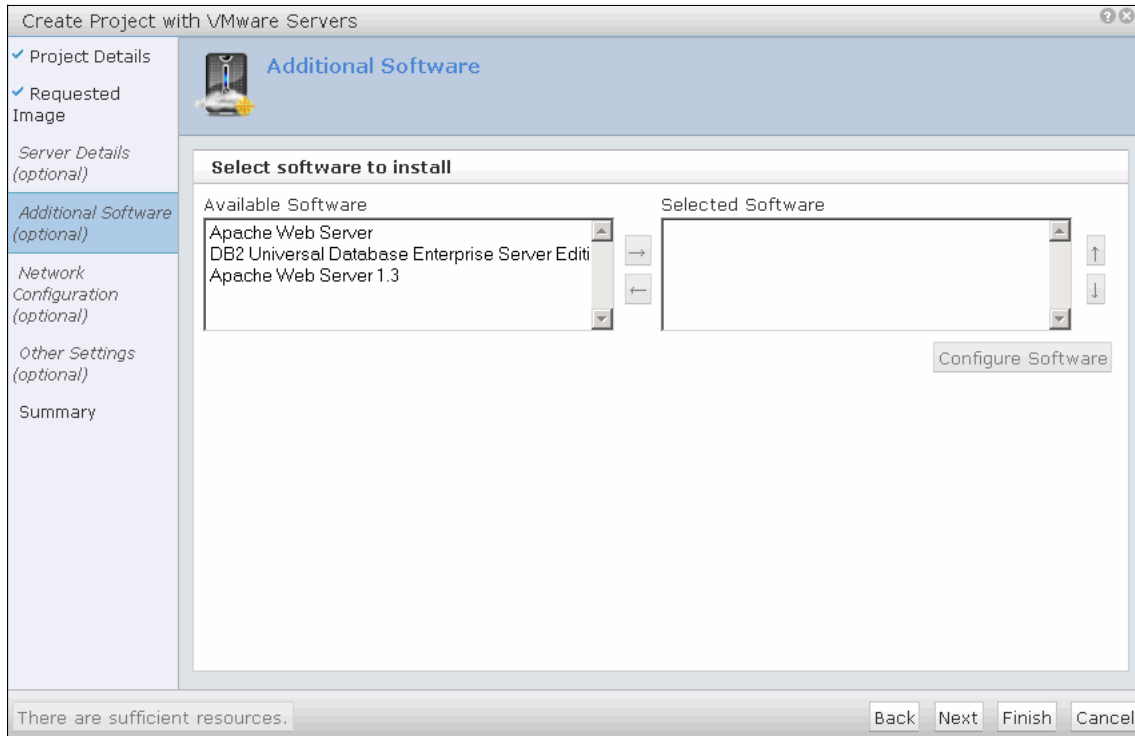 Create Project with VMware Servers
Project Details
Requested
Image
Server Details
(optional)
Additional Software
(optional)
Network
Configuration
(optional)
Other Settings
(optional)
Summary
Additional Software
Select software to install
Available Software
Apache Web Server
DB2 Universal Database Enterprise Server Editi
Apache Web Server 1.3
→
←
Selected Software
↑
↓
Configure Software
There are sufficient resources.
Back
Next
Finish
Cancel